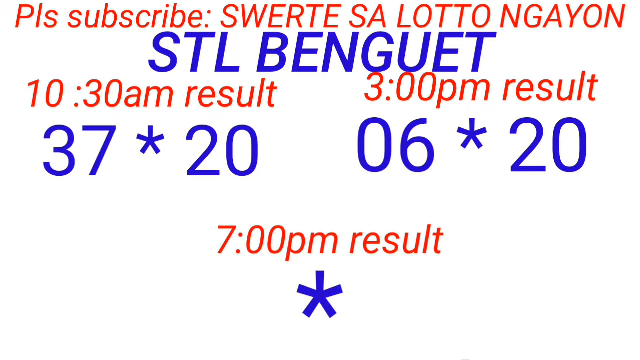 Pls subscribe: SWERTE SA LOTTO NGAYON
STL BENGUET
10 :30am result
3:00pm result
37 * 20
06 * 20
7:00pm result
*